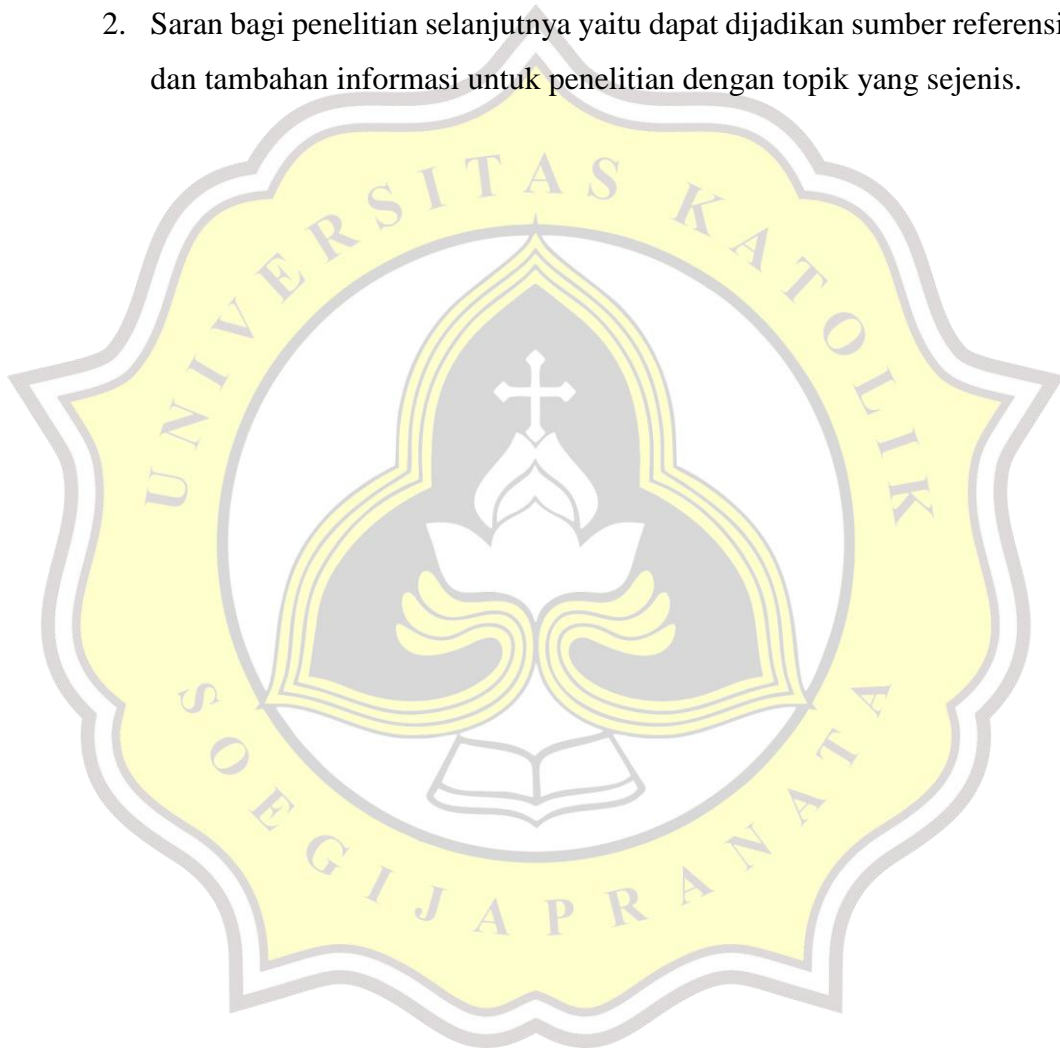 2. Saran bagi penelitian selanjutnya yaitu dapat dijadikan sumber referensi
dan tambahan informasi untuk penelitian dengan topik yang sejenis.
UNIVERSITAS KATOLIK
SOEGIJAPRANATA